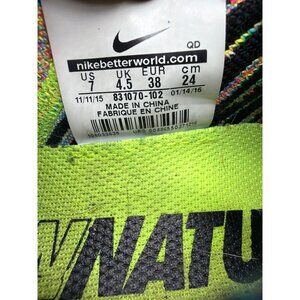 QD
nikebetterworld.com
US UK EUR cm
7 4.5 38 24
11/11/15 831070-102 01/14/16
MADE IN CHINA
FABRIQUE EN CHINE
NATU